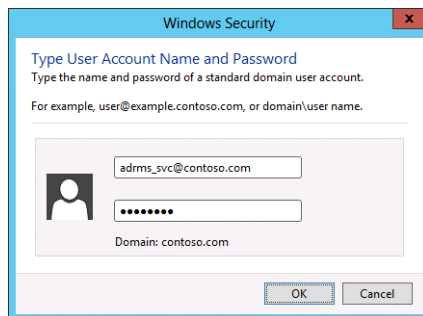 Windows Security
x
Type User Account Name and Password
Type the name and password of a standard domain user account.
For example, user@example.contoso.com, or domain\user name.
adrms_svc@contoso.com
●●●●●●●●
Domain: contoso.com
OK Cancel